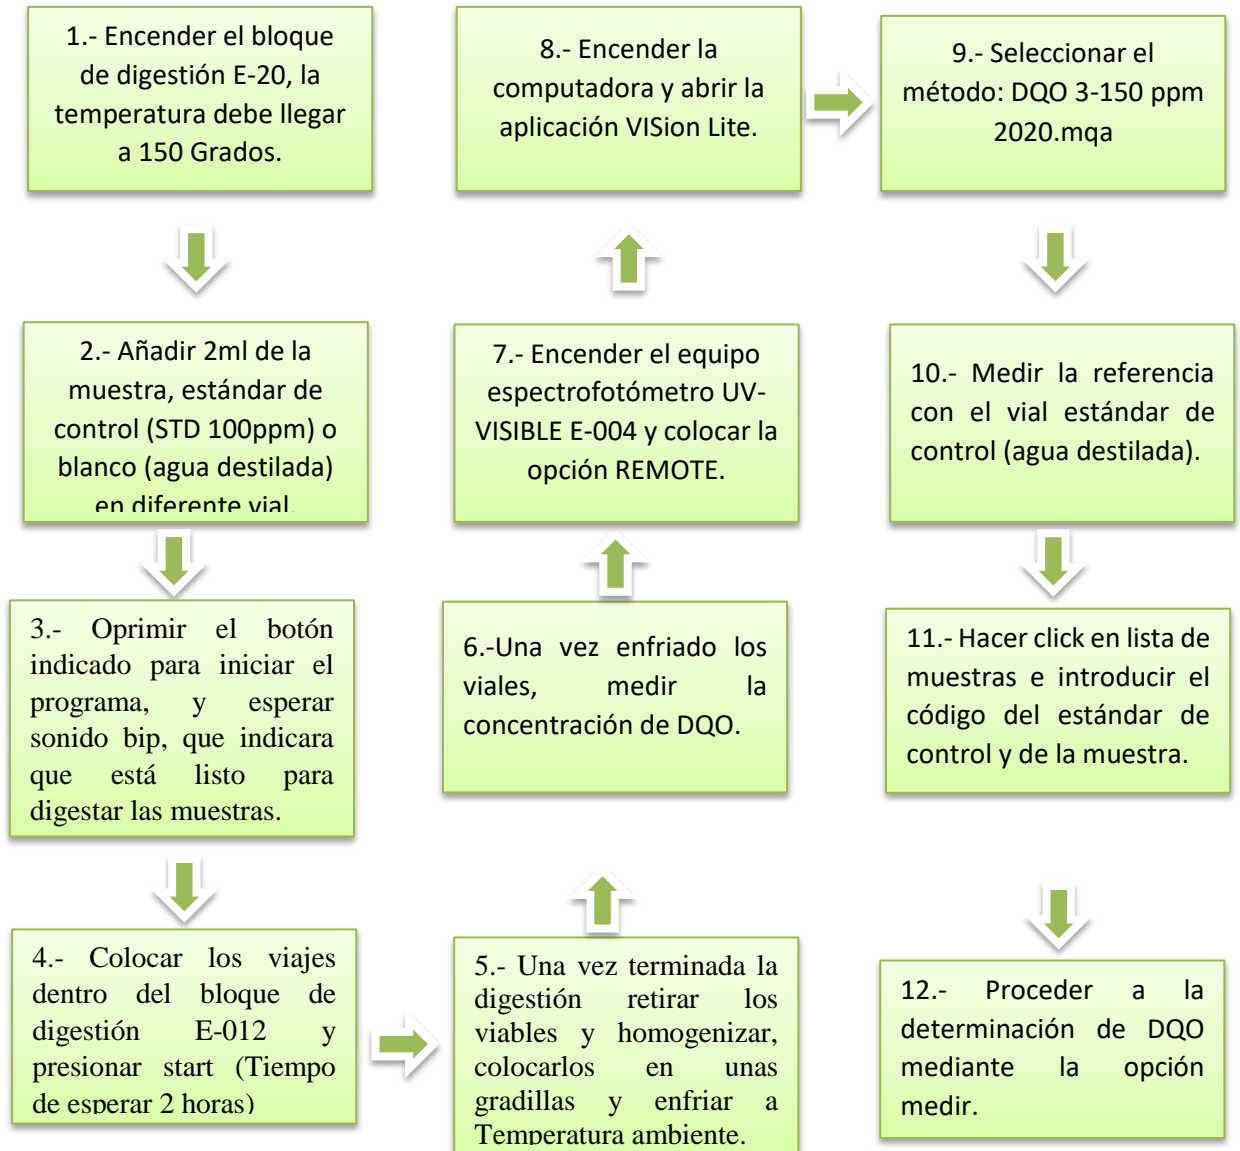 1.- Encender el bloque
de digestión E-20, la
temperatura debe llegar
a 150 Grados.
2.- Añadir 2ml de la
muestra, estándar de
control (STD 100ppm) o
blanco (agua destilada)
en diferente vial.
3.- Oprimir el botón
indicado para iniciar el
programa, y esperar
sonido bip, que indicara
que está listo para
digestar las muestras.
4.- Colocar los viajes
dentro del bloque de
digestión E-012 y
presionar start (Tiempo
de esperar 2 horas)
5.- Una vez terminada la
digestión retirar los
viables y homogenizar,
colocarlos en unas
gradillas y enfriar a
Temperatura ambiente.
6.-Una vez enfriado los
viales, medir la
concentración de DQO.
7.- Encender el equipo
espectrofotómetro UV-
VISIBLE E-004 y colocar la
opción REMOTE.
8.- Encender la
computadora y abrir la
aplicación VISion Lite.
9.- Seleccionar el
método: DQO 3-150 ppm
2020.mqa
10.- Medir la referencia
con el vial estándar de
control (agua destilada).
11.- Hacer click en lista de
muestras e introducir el
código del estándar de
control y de la muestra.
12.- Proceder a la
determinación de DQO
mediante la opción
medir.